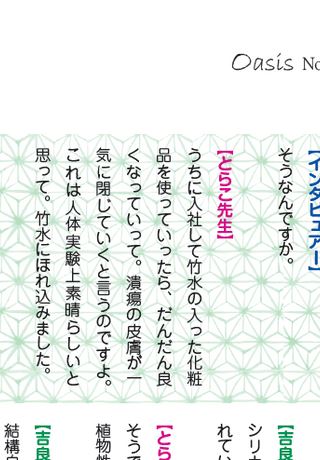 Oasis No
【インタビュアー】
そうなんですか。
【とらこ先生】
うちに入社して竹水の入った化粧
品を使っていったら、だんだん良
くなっていって。潰瘍の皮膚が一
気に閉じていくと言うのですよ。
これは人体実験上素晴らしいと
思って。竹水にほれ込みました。
【吉良
シリカ
れてい
【とら
そうで
植物性
【吉良
結構